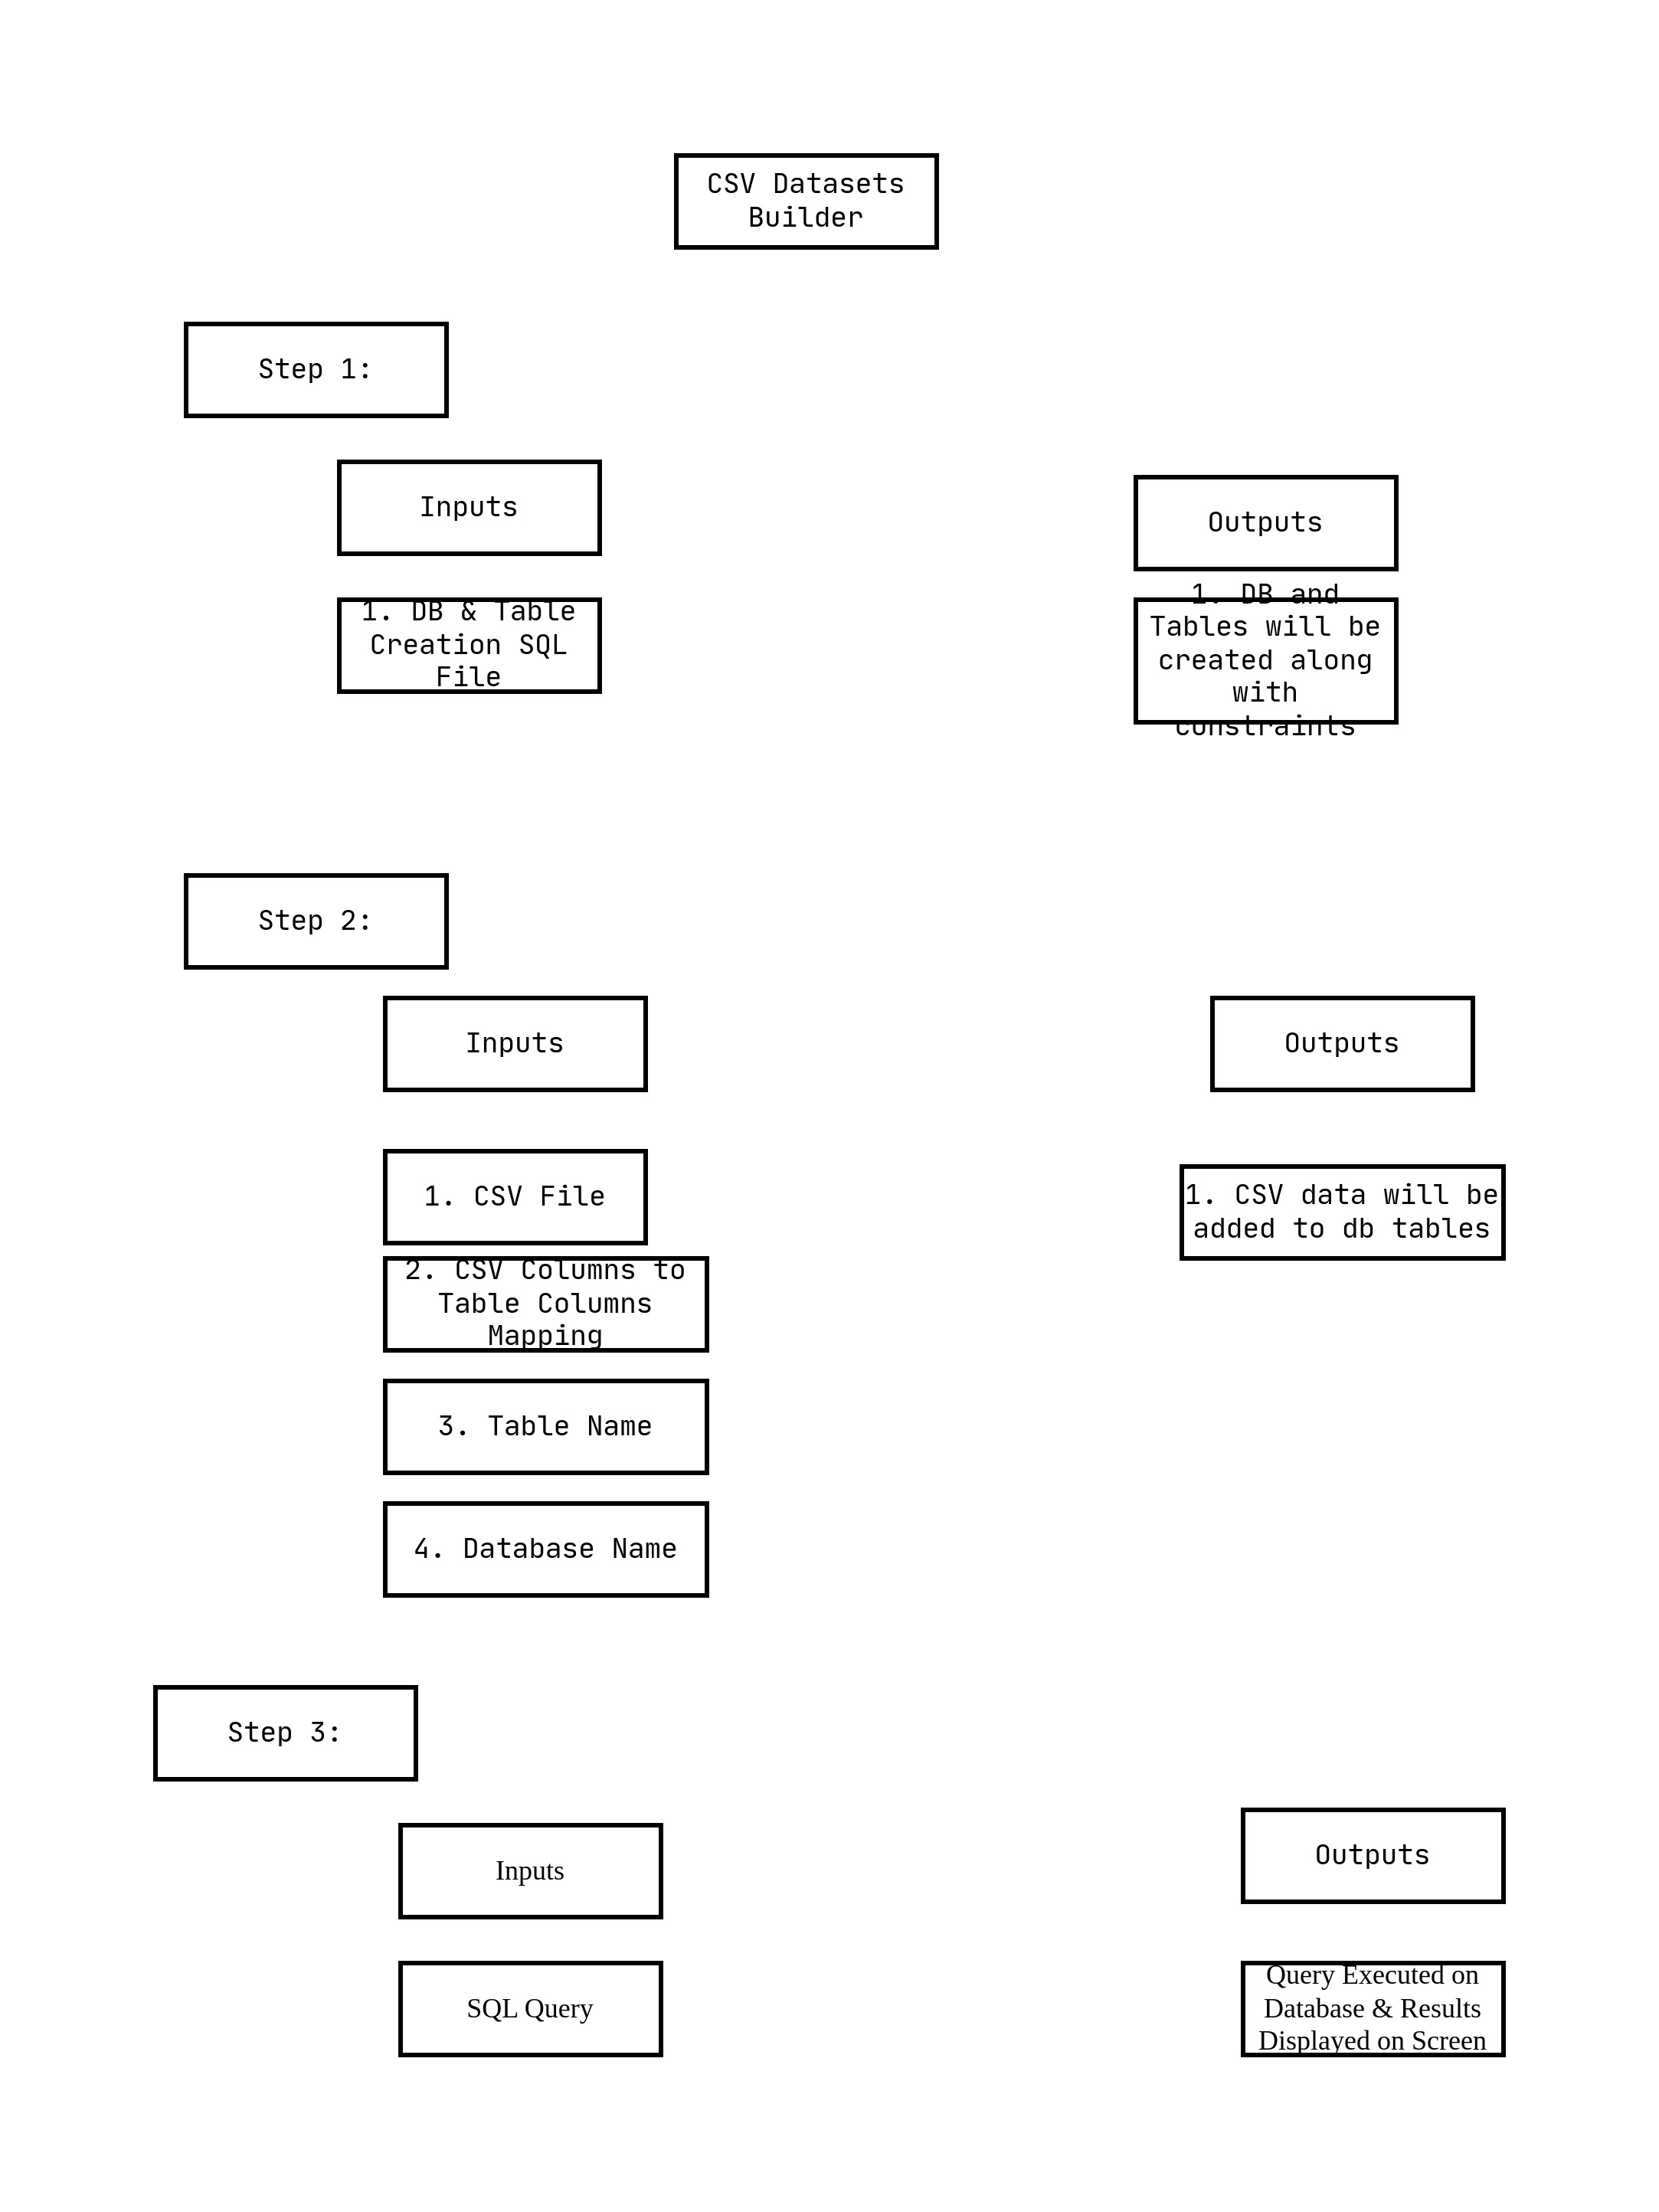 CSV Datasets
Builder
Step 1:
Inputs
Outputs
1. DB & Table
Creation SQL
File
1. DB and
Tables will be
created along
with
constraints
Step 2:
Inputs
Outputs
1. CSV File
1. CSV data will be
added to db tables
2. CSV Columns to
Table Columns
Mapping
3. Table Name
4. Database Name
Step 3:
Inputs
Outputs
SQL Query
Query Executed on
Database & Results
Displayed on Screen